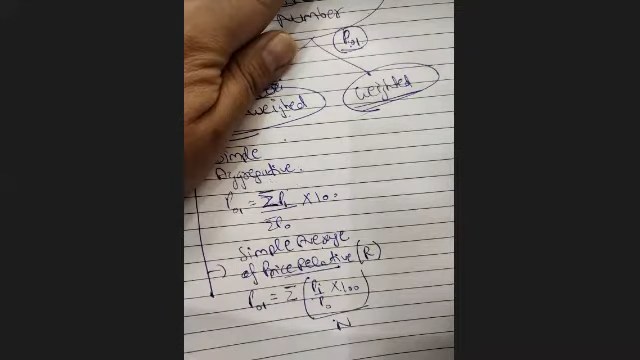 number
P₀₁
weighted
weighted
Simple
Aggregative.
P₀₁ = ΣP₁ × 100
ΣP₀
Simple Average
→ of Price Relative (R)
P₀₁ = Σ (P₁ × 100)
P₀
N